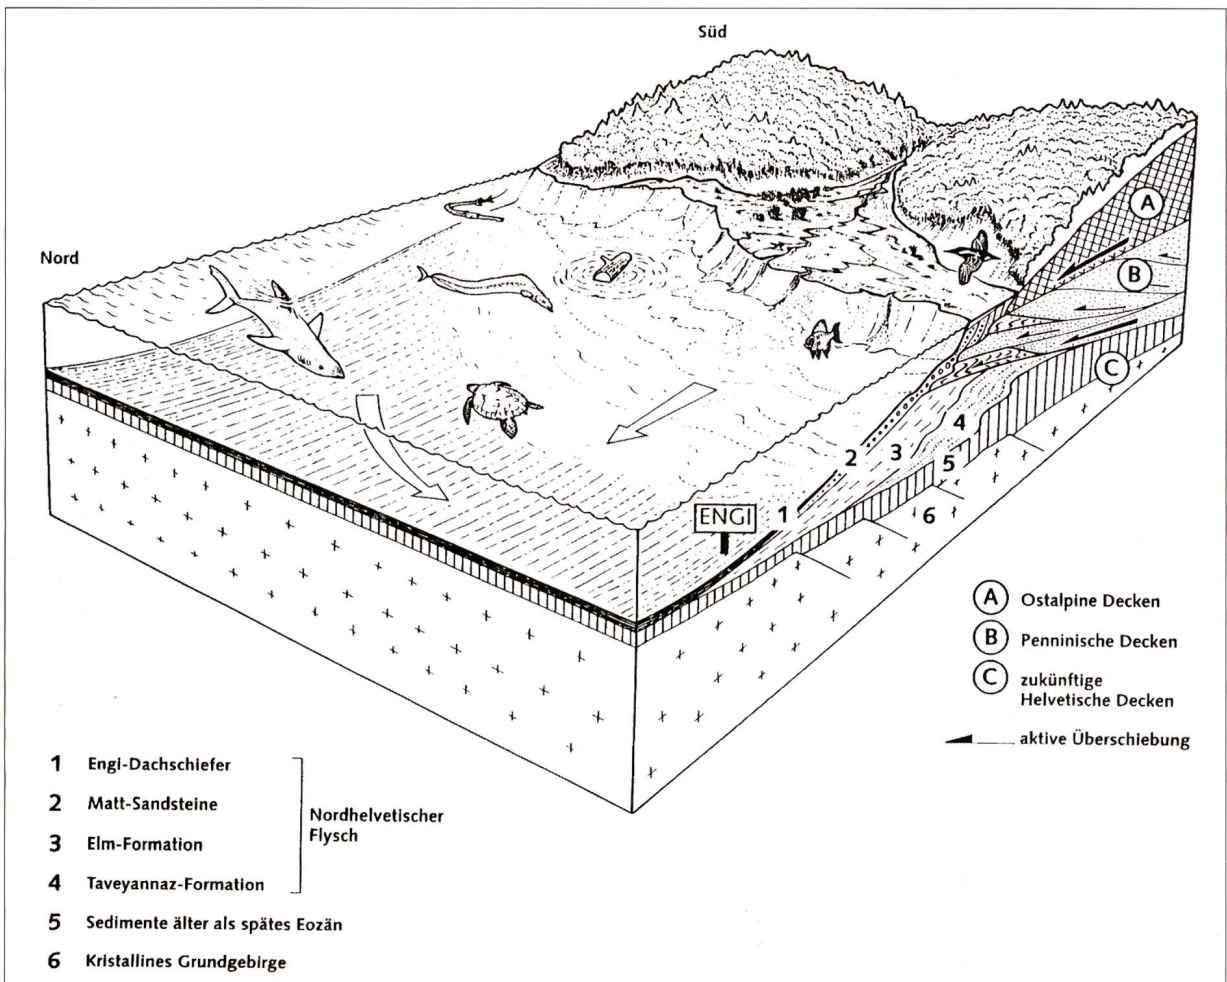 Süd
Nord
A
B
C
4
2
3
5
ENGI
1
6
A Ostalpine Decken
B Penninische Decken
C zukünftige
Helvetische Decken
aktive Überschiebung
1 Engi-Dachschiefer
2 Matt-Sandsteine
Nordhelvetischer
Flysch
3 Elm-Formation
4 Taveyannaz-Formation
5 Sedimente älter als spätes Eozän
6 Kristallines Grundgebirge